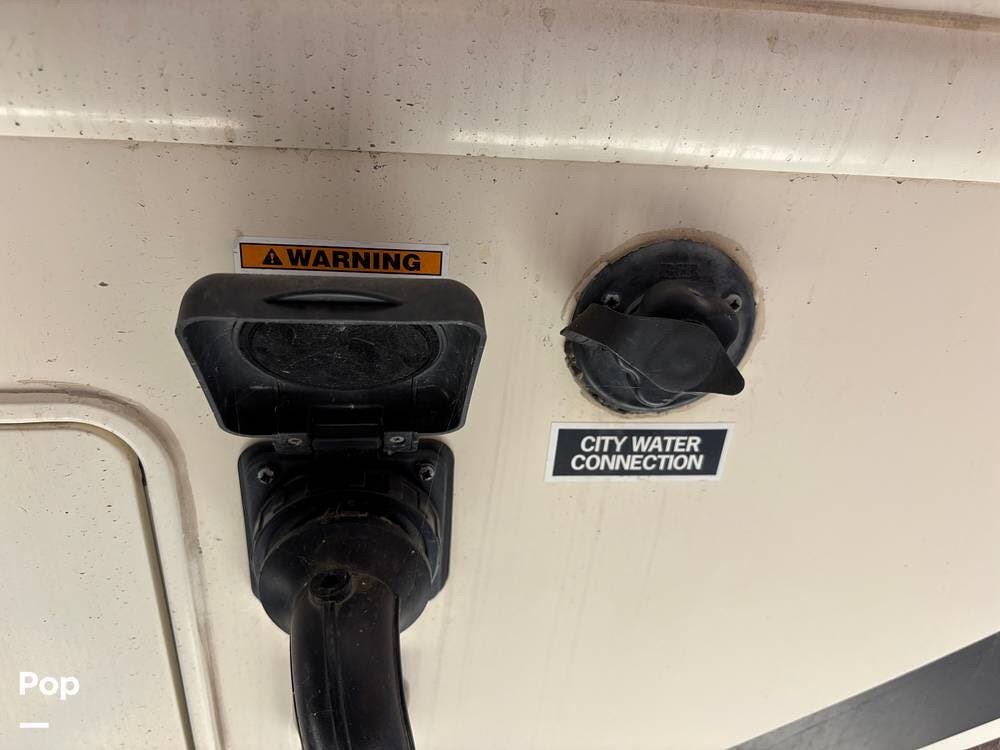 WARNING
CITY WATER
CONNECTION
Pop